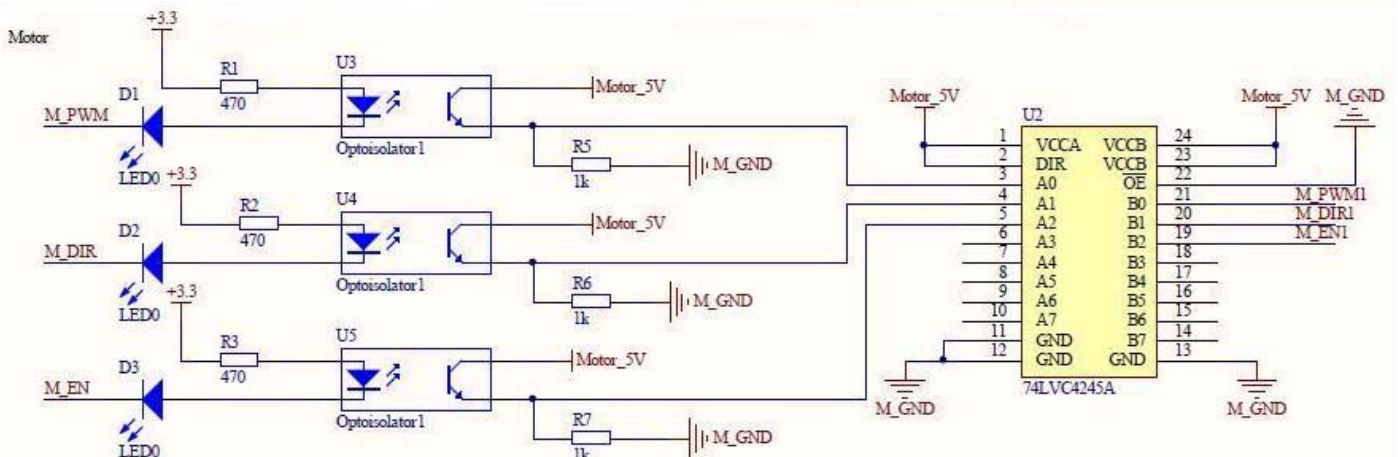 Motor
+3.3
R1
470
U3
D1
M_PWM
LED0
Optoisolator1
Motor_5V
R5
1k
M_GND
+3.3
R2
470
U4
D2
M_DIR
LED0
Optoisolator1
Motor_5V
R6
1k
M_GND
+3.3
R3
470
U5
D3
M_EN
LED0
Optoisolator1
Motor_5V
R7
1k
M_GND
Motor_5V
U2
Motor_5V
M_GND
1 VCCA VCCB 24
2 DIR VCCB 23
3 A0 OE 22
4 A1 B0 21 M_PWM1
5 A2 B1 20 M_DIR1
6 A3 B2 19 M_EN1
7 A4 B3 18
8 A5 B4 17
9 A6 B5 16
10 A7 B6 15
11 GND B7 14
12 GND GND 13
74LVC4245A
M_GND
M_GND